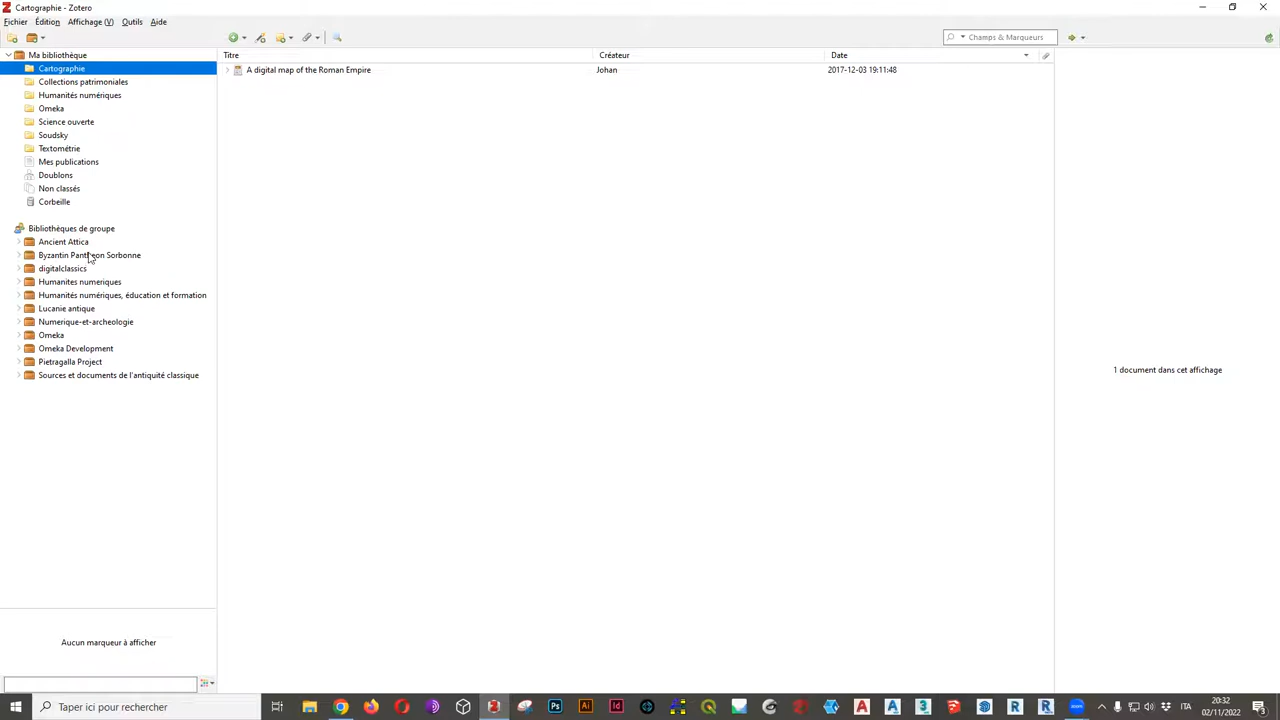 Cartographie - Zotero
Fichier Édition Affichage (V) Outils Aide
Champs & Marqueurs
Ma bibliothèque
Cartographie
Collections patrimoniales
Humanités numériques
Omeka
Science ouverte
Soudsky
Textométrie
Mes publications
Doublons
Non classés
Corbeille
Bibliothèques de groupe
Ancient Attica
Byzantin Pantheon Sorbonne
digitalclassics
Humanites numeriques
Humanités numériques, éducation et formation
Lucanie antique
Numerique-et-archeologie
Omeka
Omeka Development
Pietragalla Project
Sources et documents de l'antiquité classique
Aucun marqueur à afficher
Titre Créateur Date
A digital map of the Roman Empire Johan 2017-12-03 19:11:48
1 document dans cet affichage
Taper ici pour rechercher
ITA
20:32
02/11/2022